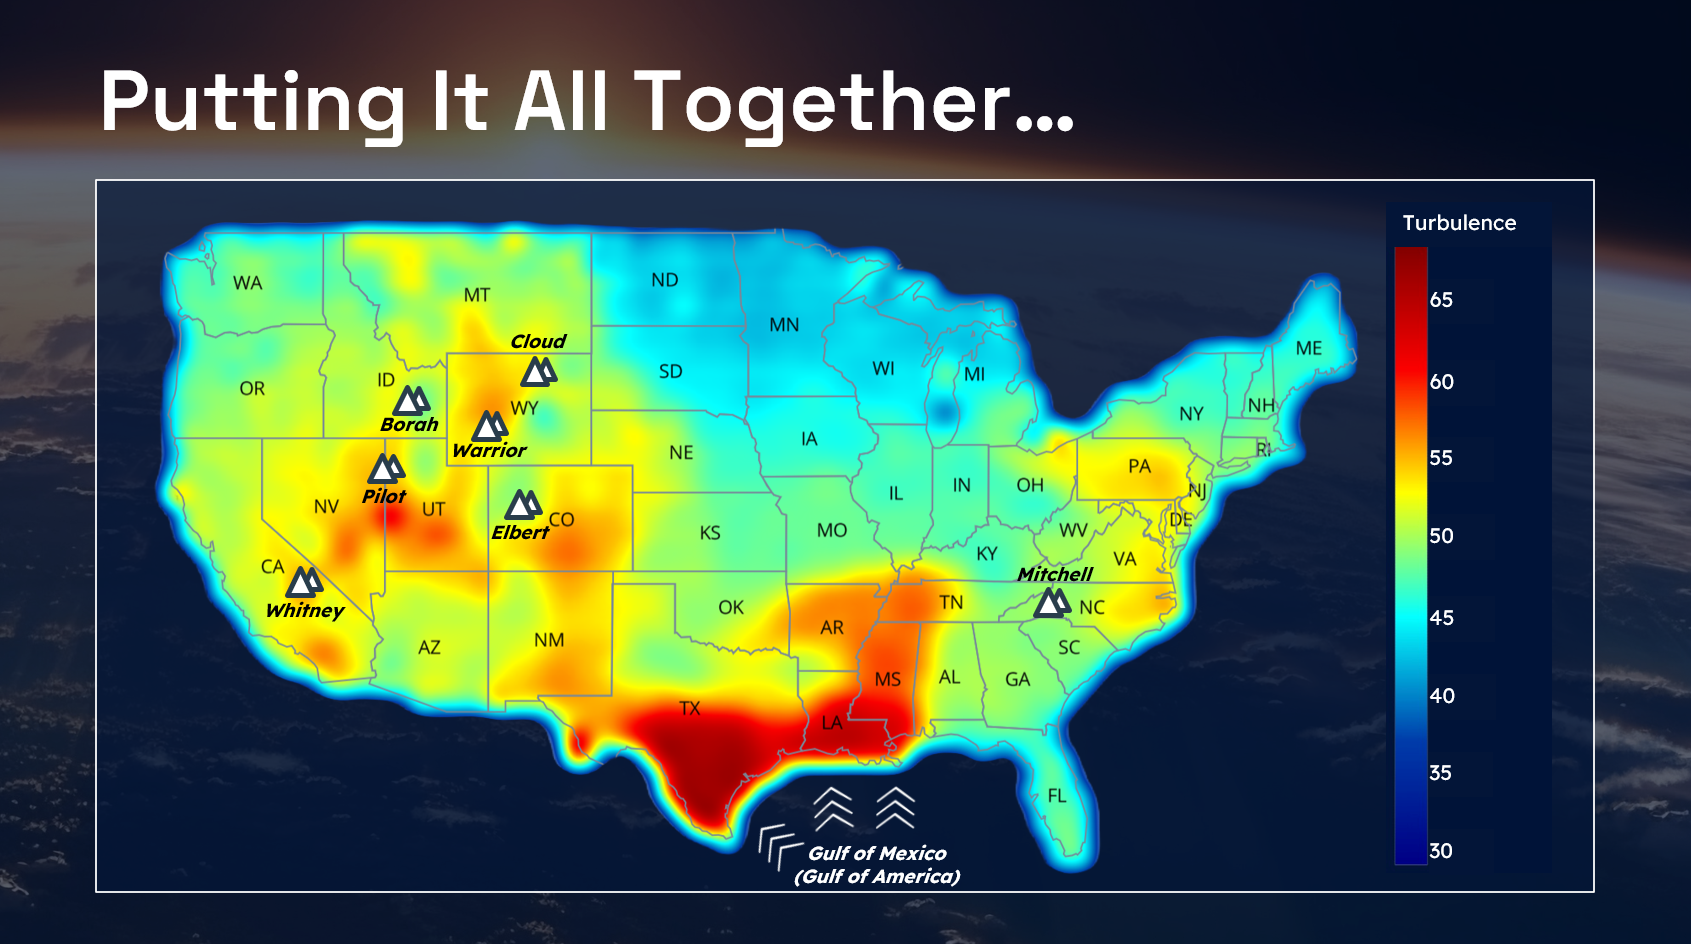 Putting It All Together...
Turbulence
WA
MT
ND
MN
ME
65
Cloud
OR
ID
WY
SD
WI
MI
NY
NH
60
Borah
Warrior
IA
NE
RI
55
NV
Pilot
UT
Elbert
CO
IL
IN
OH
PA
NJ
KS
MO
WV
DE
50
CA
KY
VA
Whitney
Mitchell
OK
TN
NC
45
AZ
NM
AR
SC
MS
AL
GA
40
TX
LA
35
FL
30
Gulf of Mexico
(Gulf of America)